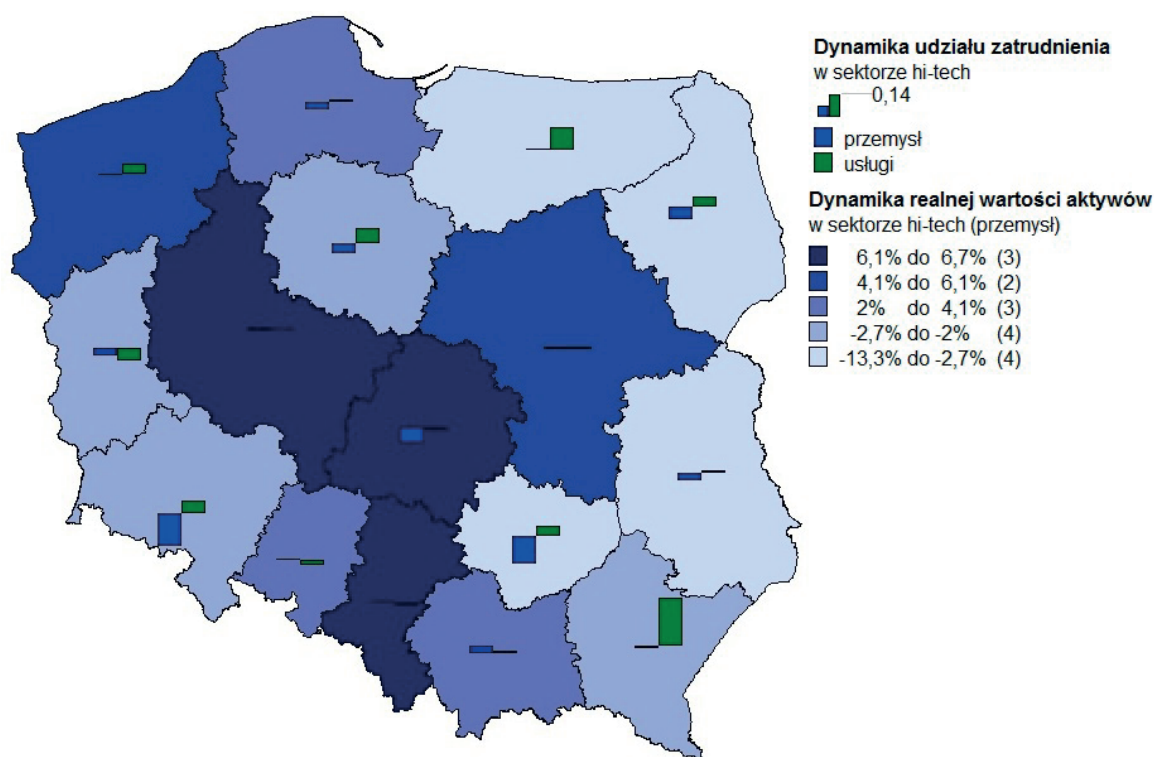 Dynamika udziału zatrudnienia
w sektorze hi-tech
0,14
przemysł
usługi
Dynamika realnej wartości aktywów
w sektorze hi-tech (przemysł)
6,1% do 6,7% (3)
4,1% do 6,1% (2)
2% do 4,1% (3)
-2,7% do -2% (4)
-13,3% do -2,7% (4)